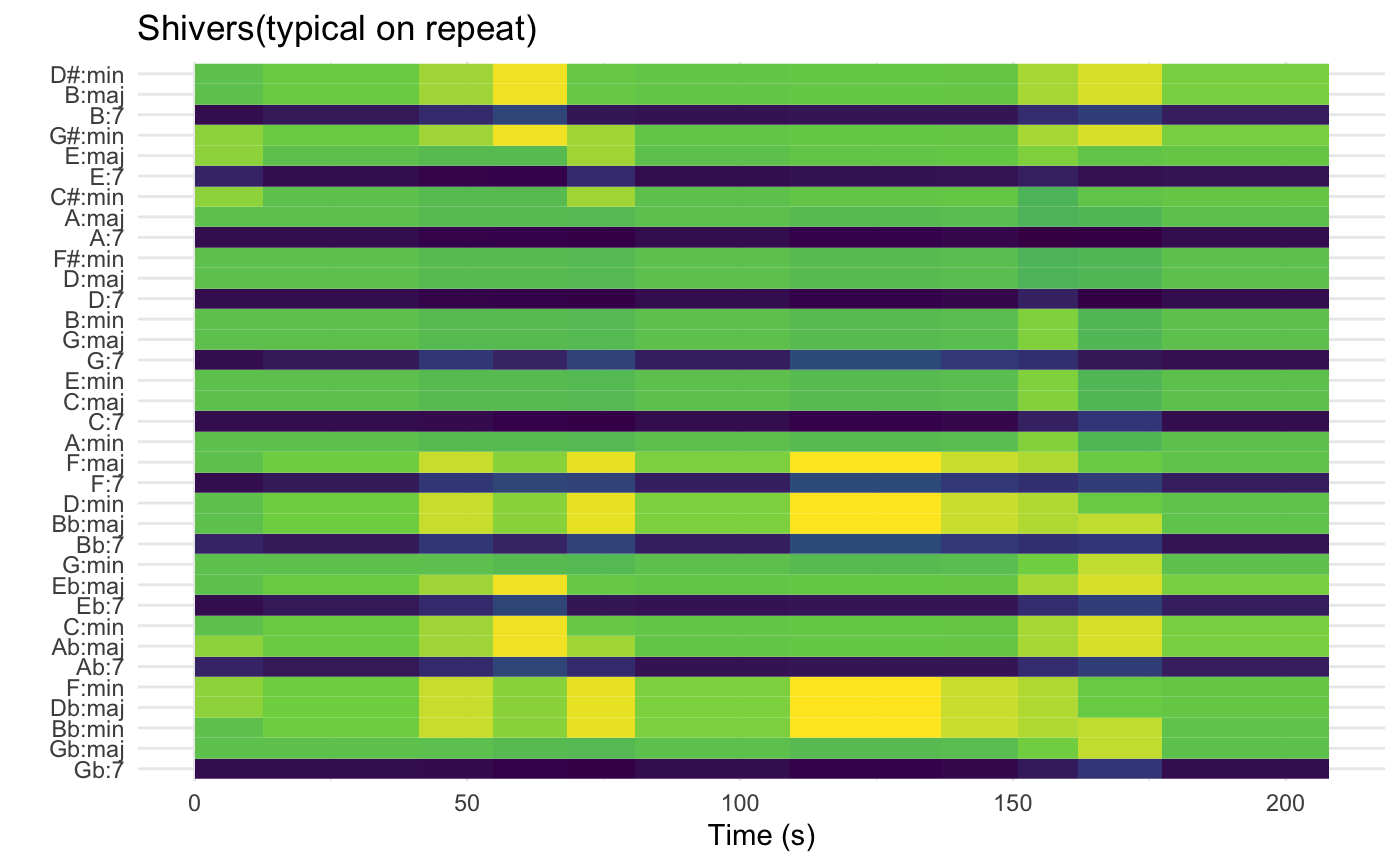 Shivers(typical on repeat)
D#:min
B:maj
B:7
G#:min
E:maj
E:7
C#:min
A:maj
A:7
F#:min
D:maj
D:7
B:min
G:maj
G:7
E:min
C:maj
C:7
A:min
F:maj
F:7
D:min
Bb:maj
Bb:7
G:min
Eb:maj
Eb:7
C:min
Ab:maj
Ab:7
F:min
Db:maj
Bb:min
Gb:maj
Gb:7
0 50 100 150 200
Time (s)